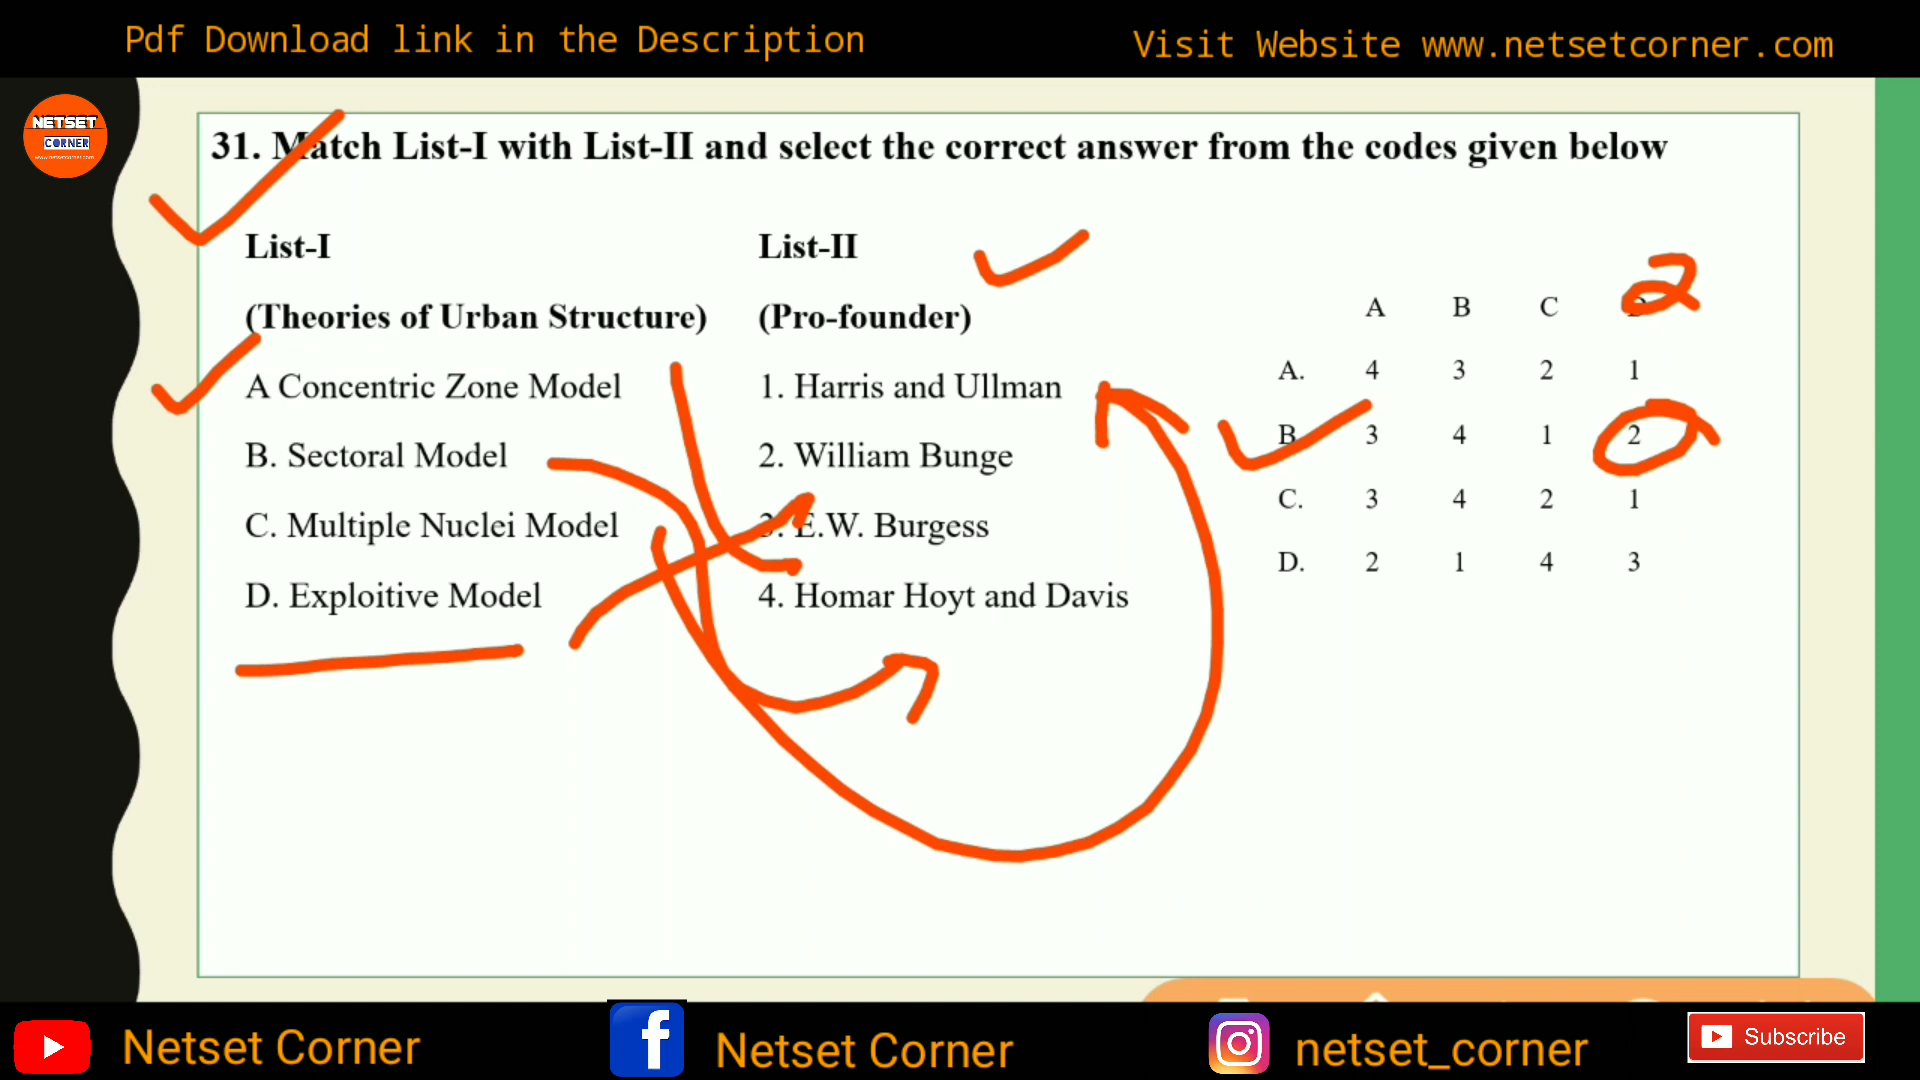 Pdf Download link in the Description
Visit Website www.netsetcorner.com
NETSET
CORNER
www.netsetcorner.com
31. Match List-I with List-II and select the correct answer from the codes given below
List-I
List-II
(Theories of Urban Structure)
(Pro-founder)
A Concentric Zone Model
1. Harris and Ullman
B. Sectoral Model
2. William Bunge
C. Multiple Nuclei Model
3. E.W. Burgess
D. Exploitive Model
4. Homar Hoyt and Davis
2
A B C D
A. 4 3 2 1
B. 3 4 1 2
C. 3 4 2 1
D. 2 1 4 3
Netset Corner
Netset Corner
netset_corner
Subscribe